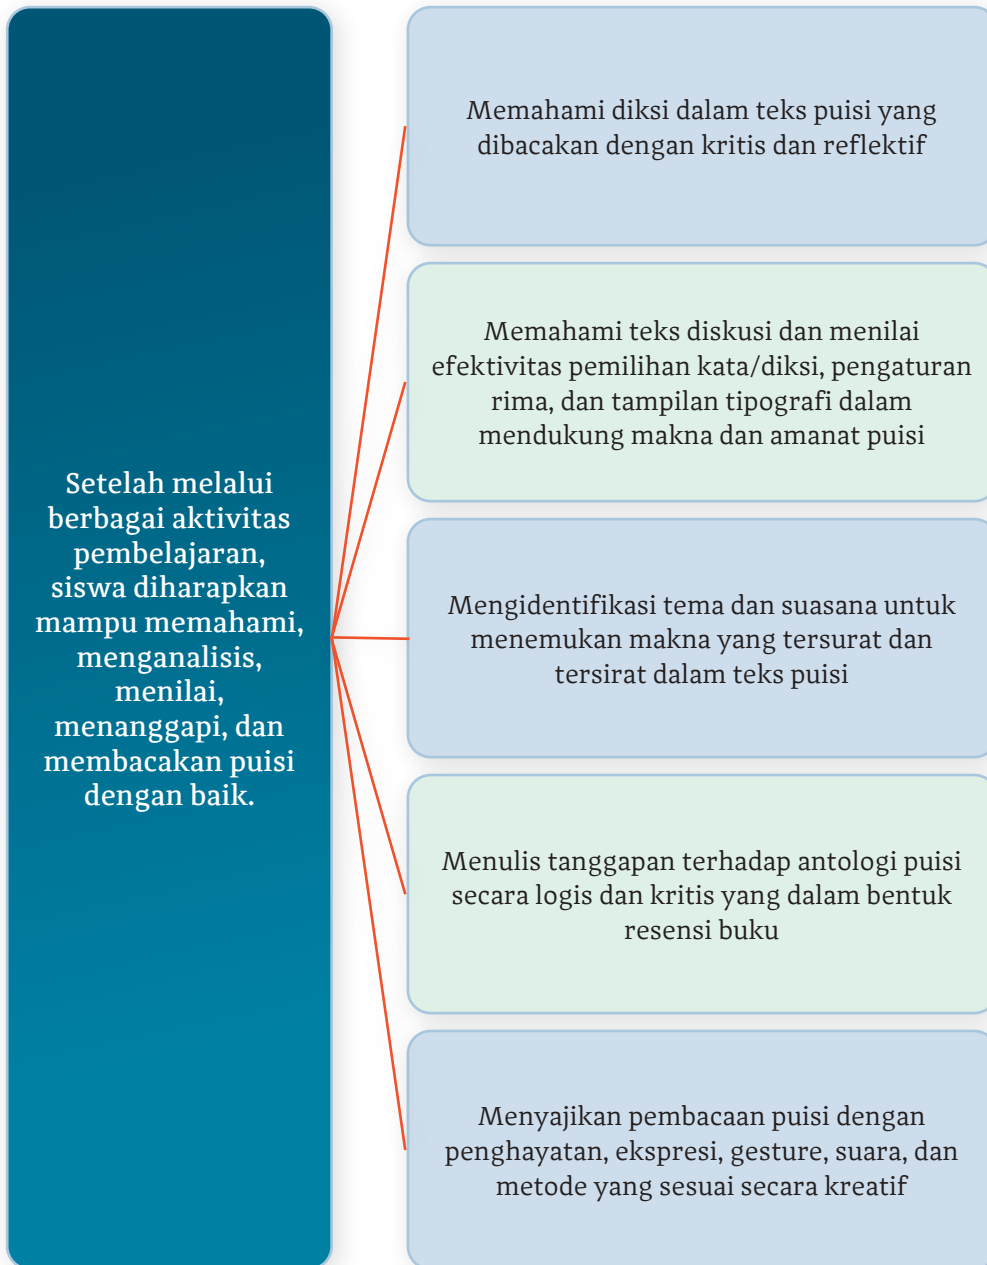 Setelah melalui
berbagai aktivitas
pembelajaran,
siswa diharapkan
mampu memahami,
menganalisis,
menilai,
menanggapi, dan
membacakan puisi
dengan baik.
Memahami diksi dalam teks puisi yang
dibacakan dengan kritis dan reflektif
Memahami teks diskusi dan menilai
efektivitas pemilihan kata/diksi, pengaturan
rima, dan tampilan tipografi dalam
mendukung makna dan amanat puisi
Mengidentifikasi tema dan suasana untuk
menemukan makna yang tersurat dan
tersirat dalam teks puisi
Menulis tanggapan terhadap antologi puisi
secara logis dan kritis yang dalam bentuk
resensi buku
Menyajikan pembacaan puisi dengan
penghayatan, ekspresi, gesture, suara, dan
metode yang sesuai secara kreatif